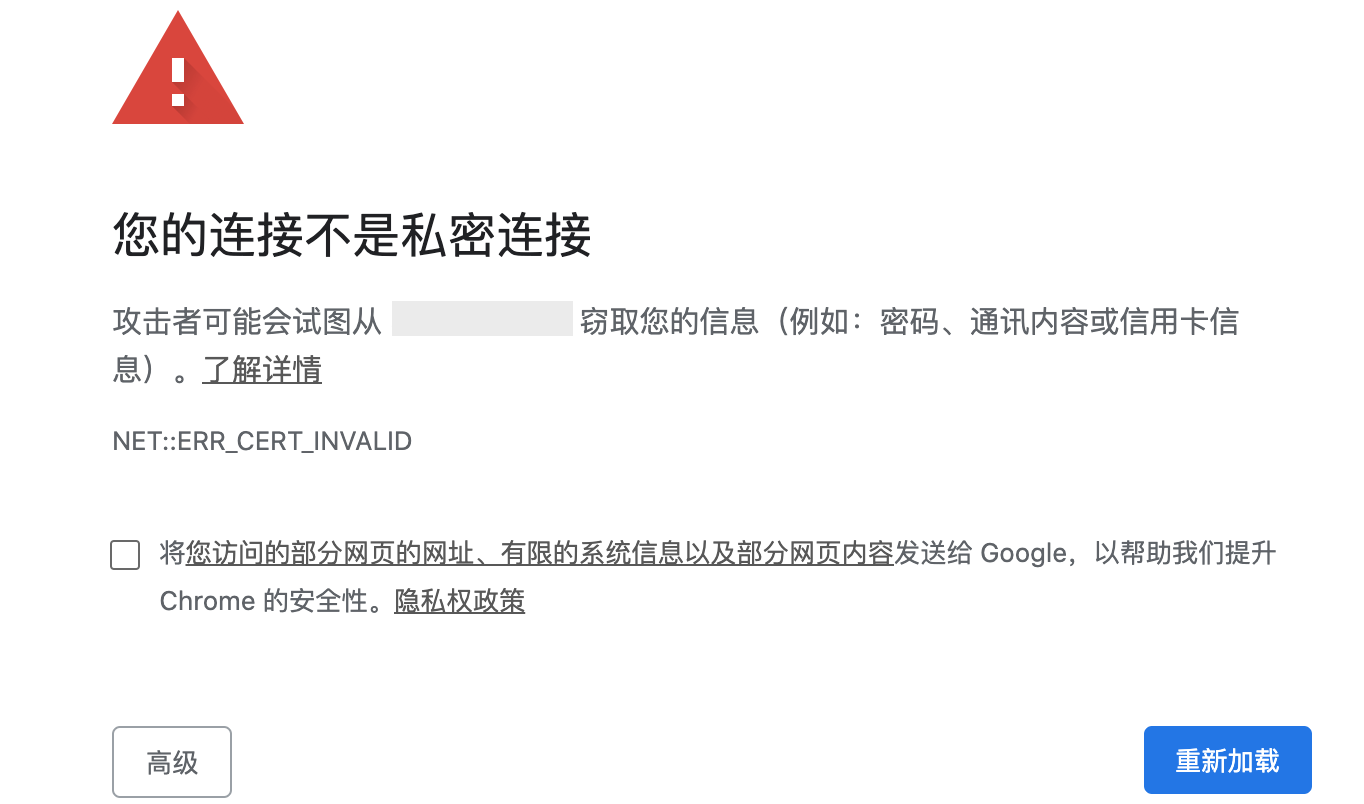 您的连接不是私密连接
攻击者可能会试图从 窃取您的信息（例如：密码、通讯内容或信用卡信
息）。了解详情
NET::ERR_CERT_INVALID
将您访问的部分网页的网址、有限的系统信息以及部分网页内容发送给 Google，以帮助我们提升
Chrome 的安全性。隐私权政策
高级
重新加载